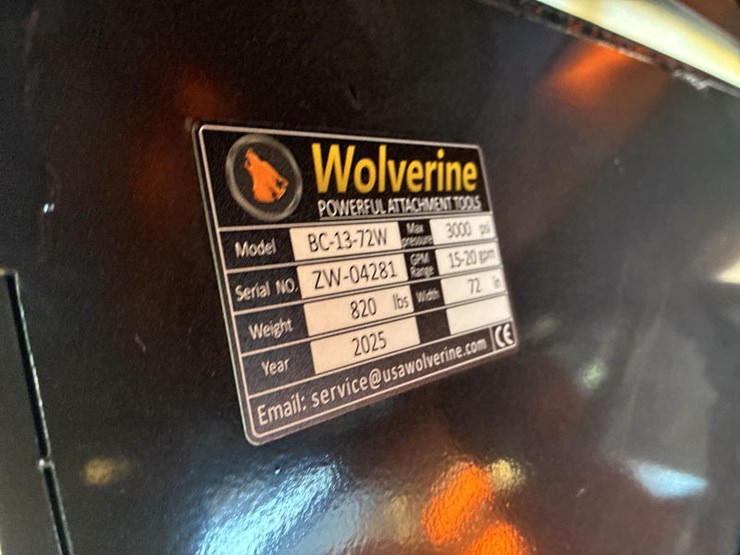 Wolverine
POWERFUL ATTACHMENT TOOLS
Model BC-13-72W Max pressure 3000 psi
Serial NO. ZW-04281 GPM Range 15-20 gpm
Weight 820 lbs Width 72 in
Year 2025
Email: service@usawolverine.com CE